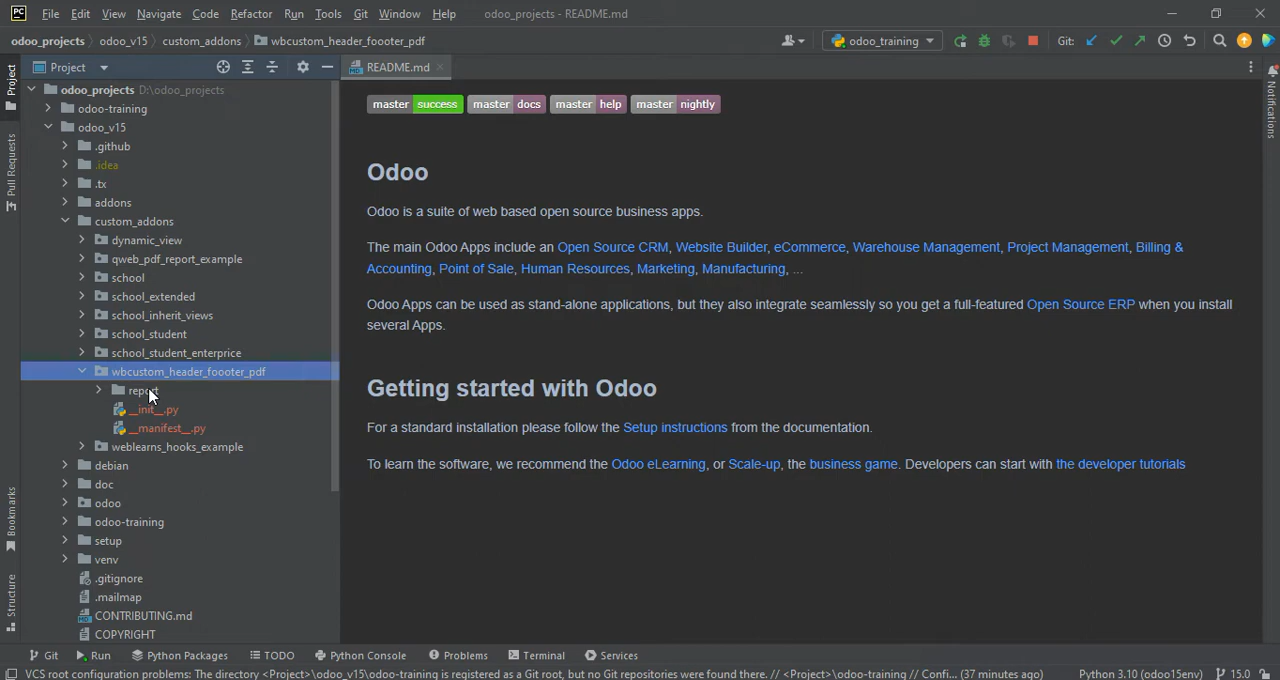 PC File Edit View Navigate Code Refactor Run Tools Git Window Help odoo_projects - README.md
odoo_projects odoo_v15 custom_addons wbcustom_header_foooter_pdf odoo_training Git:
Project
README.md
Project
Pull Requests
Bookmarks
Structure
Notifications
odoo_projects D:\odoo_projects
odoo-training
odoo_v15
.github
.idea
.tx
addons
custom_addons
dynamic_view
qweb_pdf_report_example
school
school_extended
school_inherit_views
school_student
school_student_enterprice
wbcustom_header_foooter_pdf
report
__init__.py
__manifest__.py
weblearns_hooks_example
debian
doc
odoo
odoo-training
setup
venv
.gitignore
.mailmap
CONTRIBUTING.md
COPYRIGHT
master success master docs master help master nightly
Odoo
Odoo is a suite of web based open source business apps.
The main Odoo Apps include an Open Source CRM, Website Builder, eCommerce, Warehouse Management, Project Management, Billing &
Accounting, Point of Sale, Human Resources, Marketing, Manufacturing, ...
Odoo Apps can be used as stand-alone applications, but they also integrate seamlessly so you get a full-featured Open Source ERP when you install
several Apps.
Getting started with Odoo
For a standard installation please follow the Setup instructions from the documentation.
To learn the software, we recommend the Odoo eLearning, or Scale-up, the business game. Developers can start with the developer tutorials
Git Run Python Packages TODO Python Console Problems Terminal Services
VCS root configuration problems: The directory <Project>\odoo_v15\odoo-training is registered as a Git root, but no Git repositories were found there. // <Project>\odoo-training // Confi... (37 minutes ago) Python 3.10 (odoo15env) 15.0